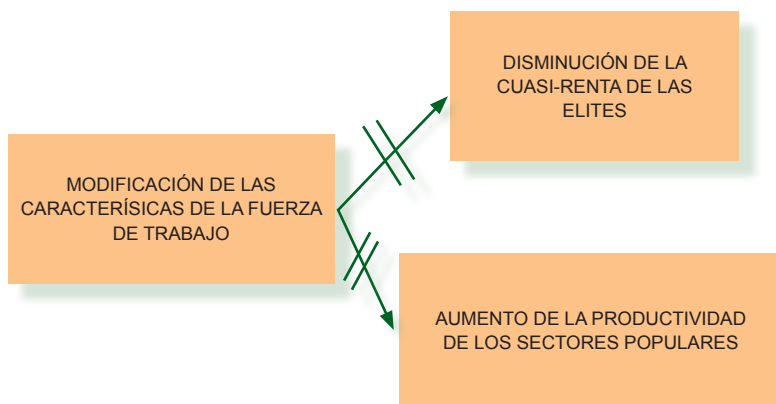 DISMINUCIÓN DE LA
CUASI-RENTA DE LAS
ELITES
MODIFICACIÓN DE LAS
CARACTERÍSICAS DE LA FUERZA
DE TRABAJO
AUMENTO DE LA PRODUCTIVIDAD
DE LOS SECTORES POPULARES